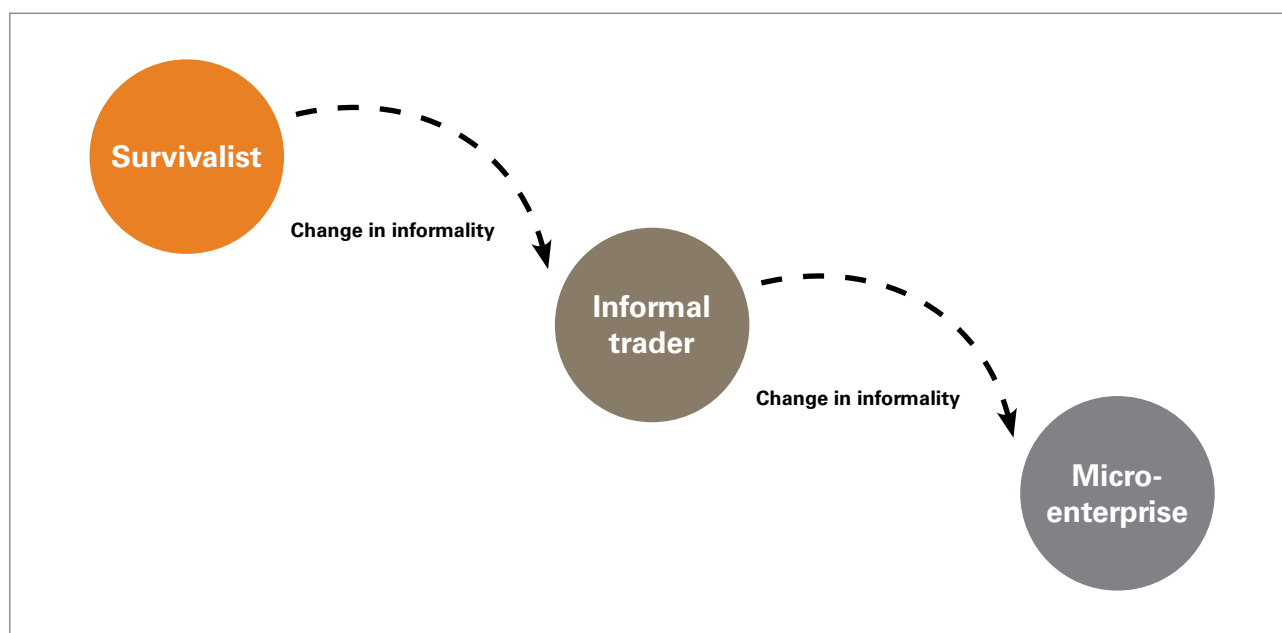 Survivalist
Change in informality
Informal
trader
Change in informality
Micro-
enterprise